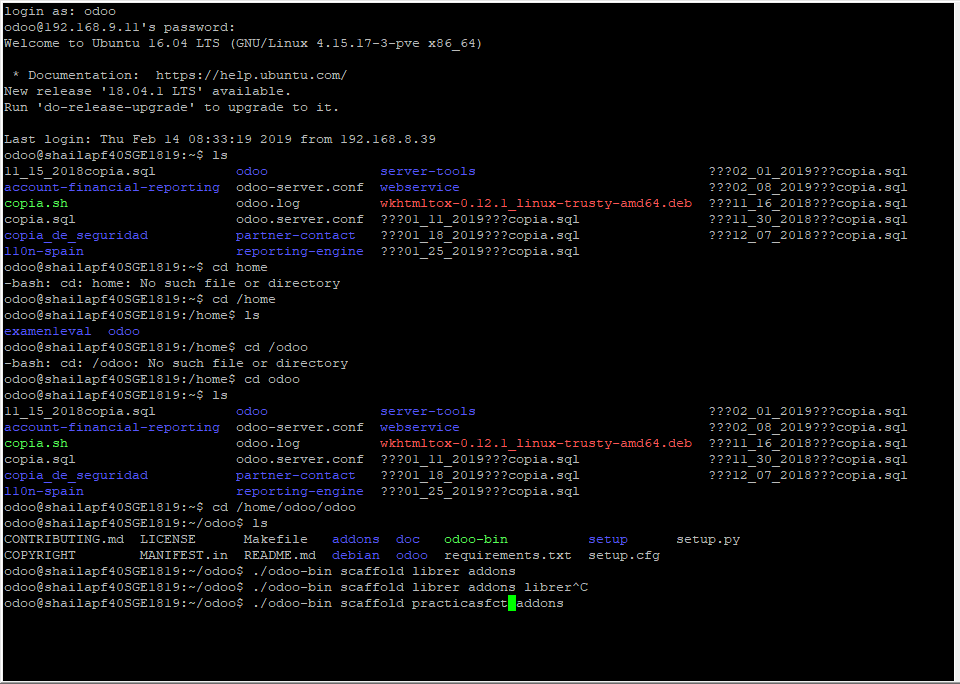 login as: odoo
odoo@192.168.9.11's password:
Welcome to Ubuntu 16.04 LTS (GNU/Linux 4.15.17-3-pve x86_64)
* Documentation:  https://help.ubuntu.com/
New release '18.04.1 LTS' available.
Run 'do-release-upgrade' to upgrade to it.
Last login: Thu Feb 14 08:33:19 2019 from 192.168.8.39
odoo@shailapf40SGE1819:~$ ls
11_15_2018copia.sql odoo server-tools ???02_01_2019???copia.sql
account-financial-reporting odoo-server.conf webservice ???02_08_2019???copia.sql
copia.sh odoo.log wkhtmltox-0.12.1_linux-trusty-amd64.deb ???11_16_2018???copia.sql
copia.sql odoo.server.conf ???01_11_2019???copia.sql ???11_30_2018???copia.sql
copia_de_seguridad partner-contact ???01_18_2019???copia.sql ???12_07_2018???copia.sql
l10n-spain reporting-engine ???01_25_2019???copia.sql
odoo@shailapf40SGE1819:~$ cd home
-bash: cd: home: No such file or directory
odoo@shailapf40SGE1819:~$ cd /home
odoo@shailapf40SGE1819:/home$ ls
examenleval odoo
odoo@shailapf40SGE1819:/home$ cd /odoo
-bash: cd: /odoo: No such file or directory
odoo@shailapf40SGE1819:/home$ cd odoo
odoo@shailapf40SGE1819:~$ ls
11_15_2018copia.sql odoo server-tools ???02_01_2019???copia.sql
account-financial-reporting odoo-server.conf webservice ???02_08_2019???copia.sql
copia.sh odoo.log wkhtmltox-0.12.1_linux-trusty-amd64.deb ???11_16_2018???copia.sql
copia.sql odoo.server.conf ???01_11_2019???copia.sql ???11_30_2018???copia.sql
copia_de_seguridad partner-contact ???01_18_2019???copia.sql ???12_07_2018???copia.sql
l10n-spain reporting-engine ???01_25_2019???copia.sql
odoo@shailapf40SGE1819:~$ cd /home/odoo/odoo
odoo@shailapf40SGE1819:~/odoo$ ls
CONTRIBUTING.md LICENSE Makefile addons doc odoo-bin setup setup.py
COPYRIGHT MANIFEST.in README.md debian odoo requirements.txt setup.cfg
odoo@shailapf40SGE1819:~/odoo$ ./odoo-bin scaffold librer addons
odoo@shailapf40SGE1819:~/odoo$ ./odoo-bin scaffold librer addons librer^C
odoo@shailapf40SGE1819:~/odoo$ ./odoo-bin scaffold practicasfct addons